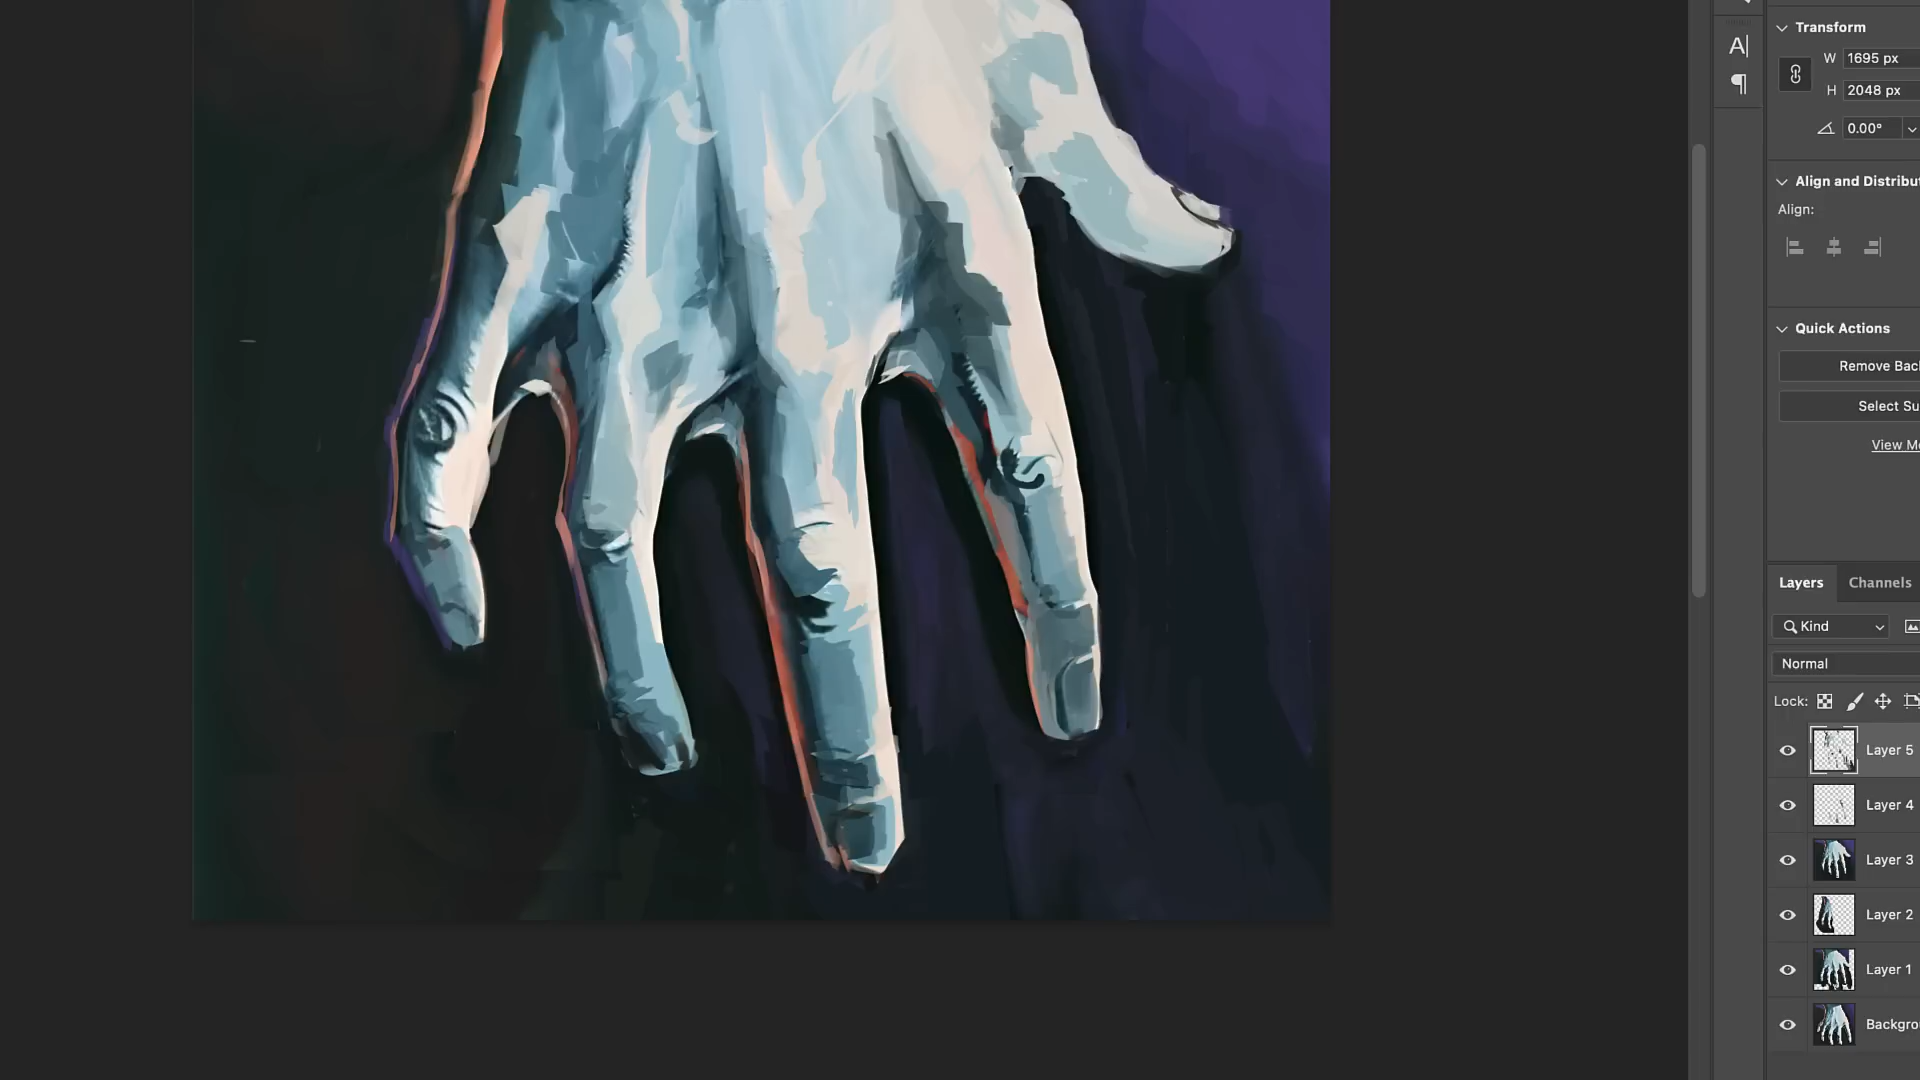 Transform
W 1695 px
H 2048 px
0.00°
Align and Distribut
Align:
Quick Actions
Remove Bac
Select Su
View Mo
Layers Channels
Kind
Normal
Lock:
Layer 5
Layer 4
Layer 3
Layer 2
Layer 1
Backgro